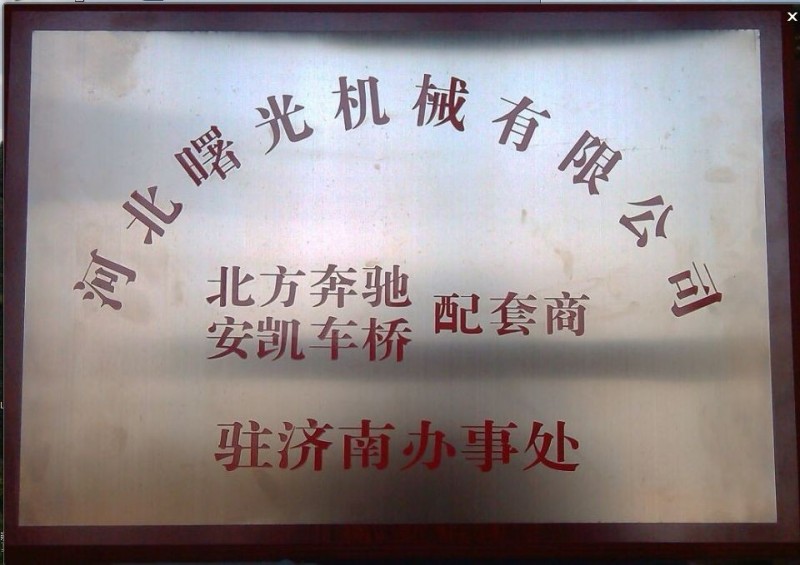 河北曙光机械有限公司
北方奔驰
安凯车桥
配套商
驻济南办事处